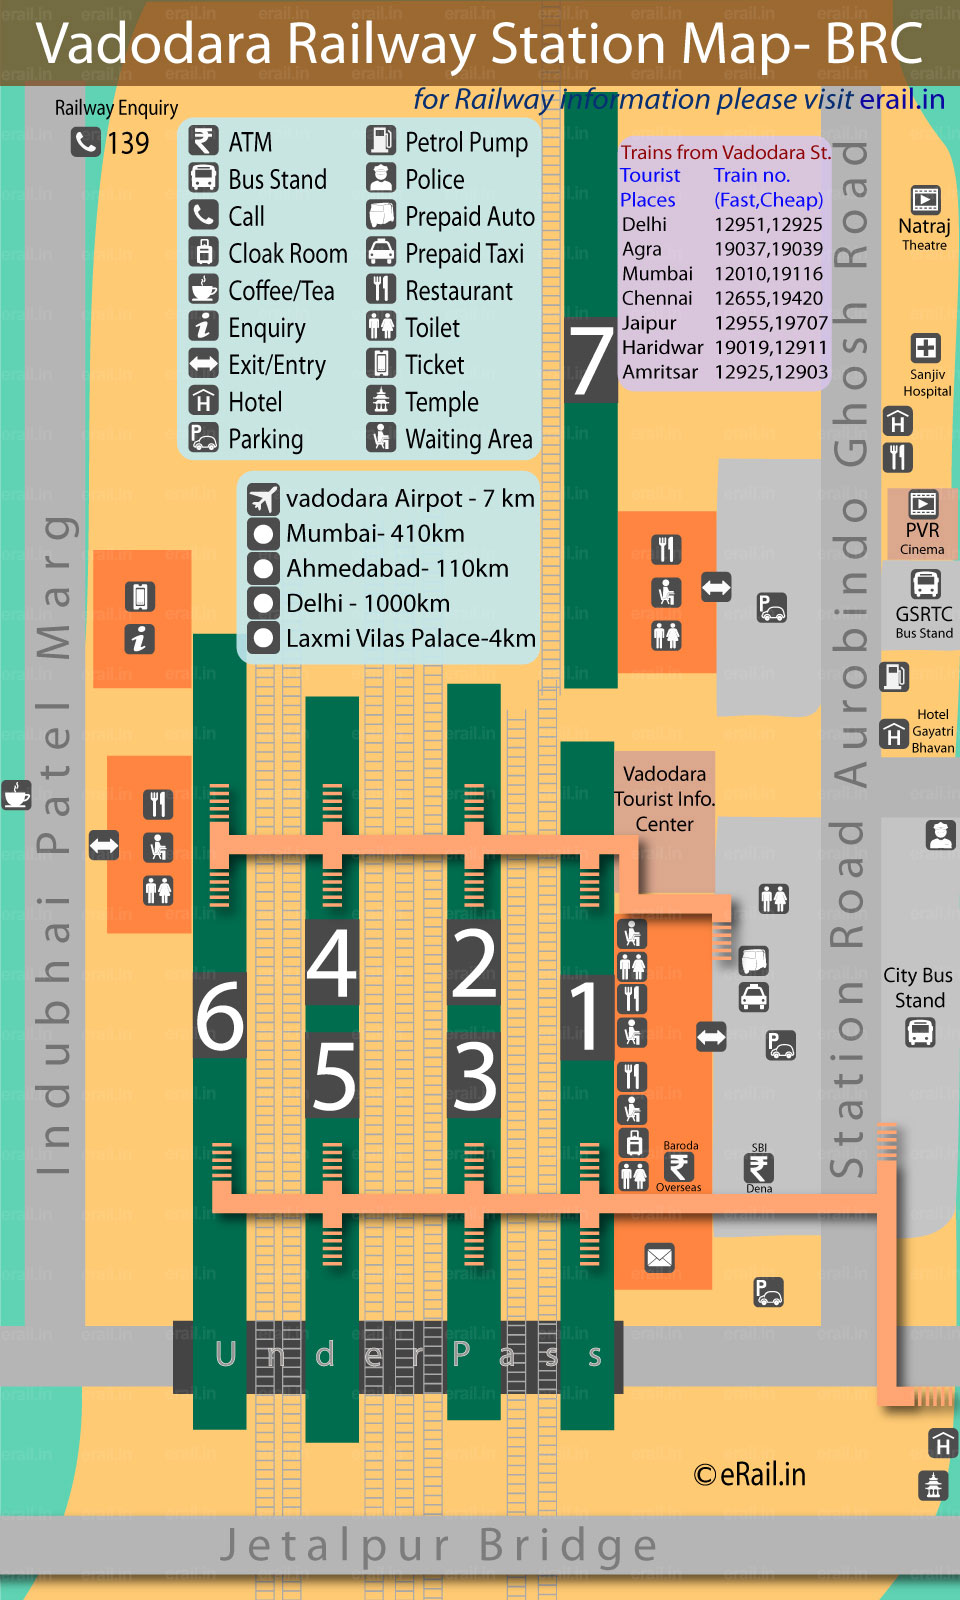 Vadodara Railway Station Map- BRC
for Railway information please visit erail.in
Railway Enquiry
139
ATM
Bus Stand
Call
Cloak Room
Coffee/Tea
Enquiry
Exit/Entry
Hotel
Parking
Petrol Pump
Police
Prepaid Auto
Prepaid Taxi
Restaurant
Toilet
Ticket
Temple
Waiting Area
Trains from Vadodara St.
Tourist Train no.
Places (Fast,Cheap)
Delhi 12951,12925
Agra 19037,19039
Mumbai 12010,19116
Chennai 12655,19420
Jaipur 12955,19707
Haridwar 19019,12911
Amritsar 12925,12903
vadodara Airpot - 7 km
Mumbai- 410km
Ahmedabad- 110km
Delhi - 1000km
Laxmi Vilas Palace-4km
Natraj
Theatre
Sanjiv
Hospital
PVR
Cinema
GSRTC
Bus Stand
Hotel
Gayatri
Bhavan
Vadodara
Tourist Info.
Center
City Bus
Stand
7
6
4
5
2
3
1
Baroda
Overseas
SBI
Dena
Indubhai Patel Marg
Station Road Aurobindo Ghosh Road
UnderPass
© eRail.in
Jetalpur Bridge